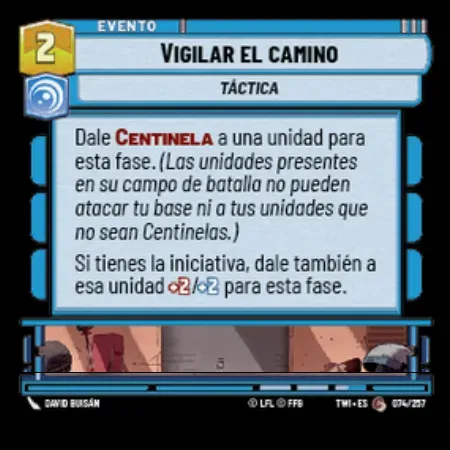 EVENTO
2
VIGILAR EL CAMINO
TÁCTICA
Dale CENTINELA a una unidad para
esta fase. (Las unidades presentes
en su campo de batalla no pueden
atacar tu base ni a tus unidades que
no sean Centinelas.)
Si tienes la iniciativa, dale también a
esa unidad +2/+2 para esta fase.
DAVID BUISÁN
© LFL © FFG
TWI • ES
074/257